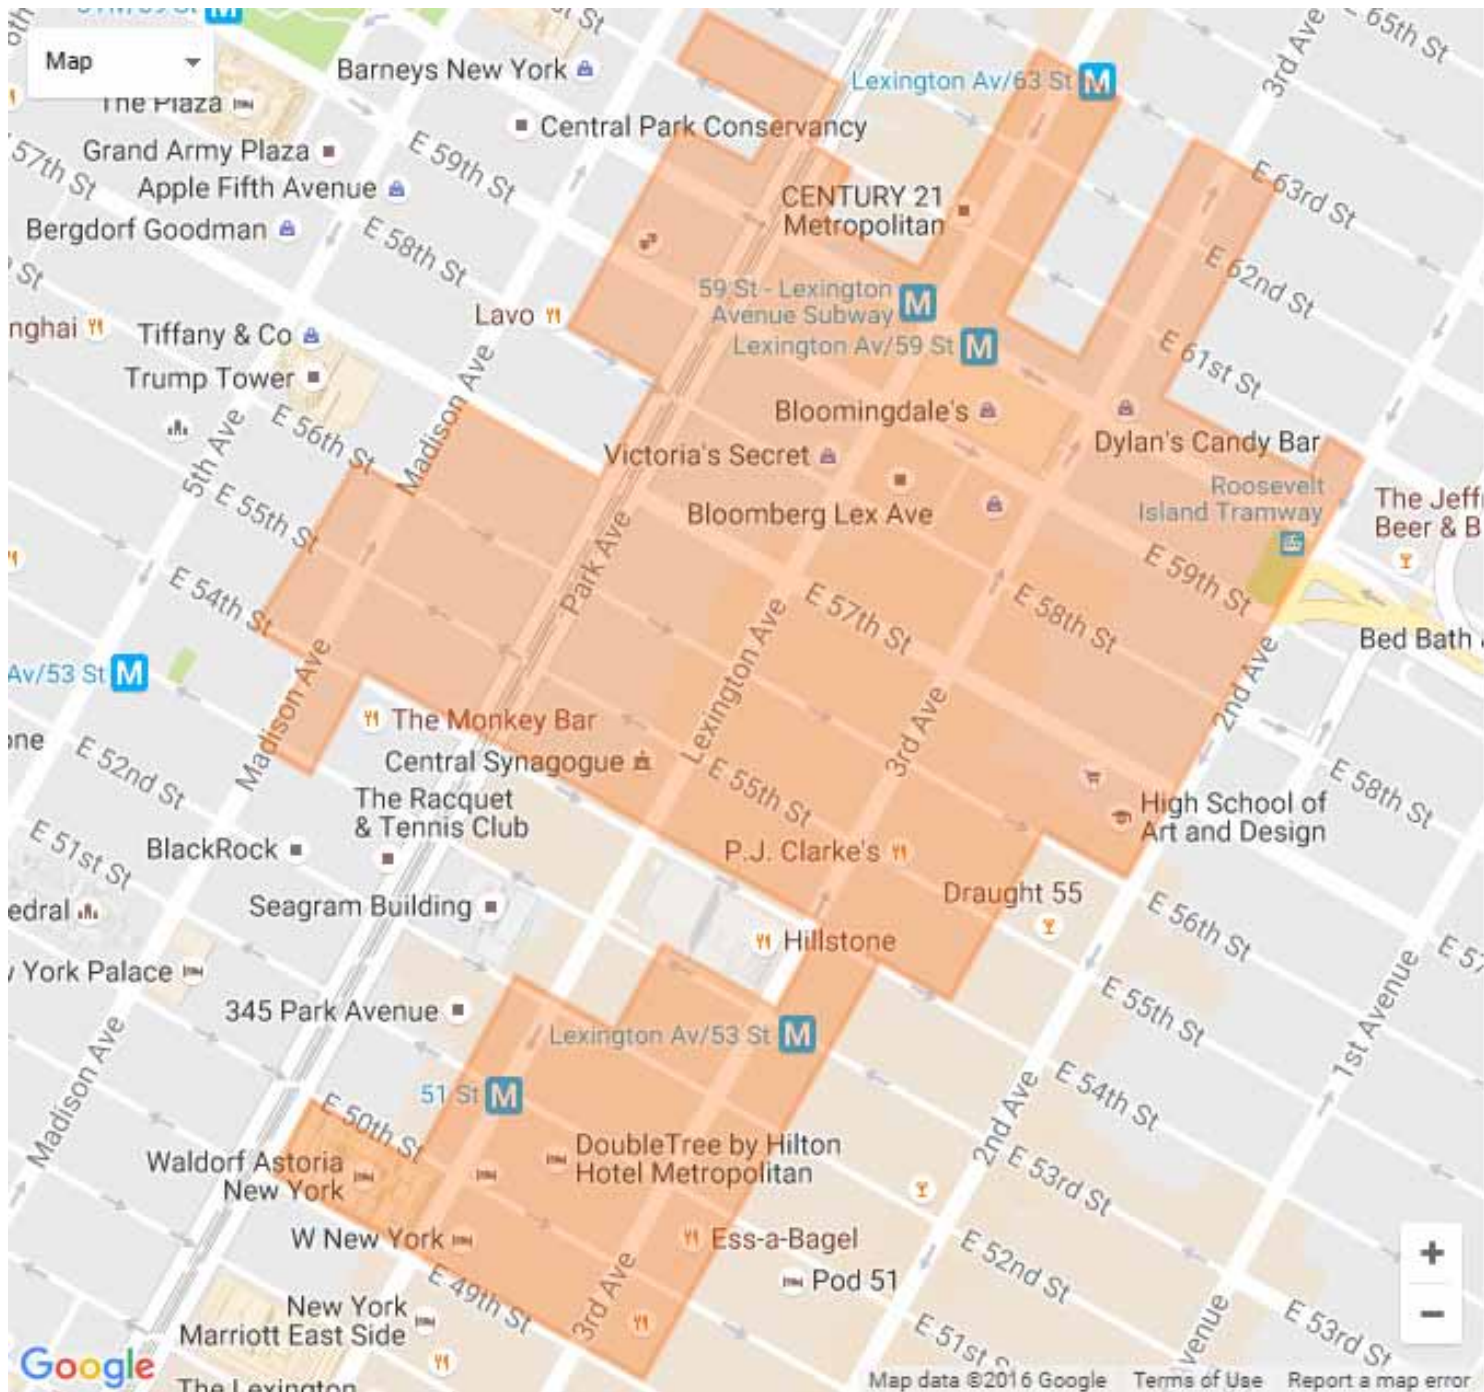 Map
Barneys New York
The Plaza
Central Park Conservancy
Grand Army Plaza
Apple Fifth Avenue
Bergdorf Goodman
57th St
E 59th St
E 58th St
Lexington Av/63 St
3rd Ave
E 65th St
CENTURY 21
Metropolitan
E 63rd St
E 62nd St
E 61st St
59 St - Lexington
Avenue Subway
Lexington Av/59 St
Lavo
Tiffany & Co
Trump Tower
St
nghai
5th Ave
E 56th St
Madison Ave
E 55th St
E 54th St
Bloomingdale's
Dylan's Candy Bar
Victoria's Secret
Bloomberg Lex Ave
Roosevelt
Island Tramway
The Jeff
Beer & B
Park Ave
E 59th St
E 57th St
E 58th St
Bed Bath
Lexington Ave
3rd Ave
2nd Ave
Av/53 St
Madison Ave
The Monkey Bar
Central Synagogue
E 55th St
E 58th St
one
E 52nd St
The Racquet
& Tennis Club
High School of
Art and Design
E 51st St
BlackRock
P.J. Clarke's
Draught 55
edral
Seagram Building
Hillstone
E 56th St
E 57
York Palace
345 Park Avenue
Lexington Av/53 St
E 55th St
1st Avenue
51 St
E 54th St
2nd Ave
Madison Ave
E 50th St
Waldorf Astoria
New York
DoubleTree by Hilton
Hotel Metropolitan
E 53rd St
W New York
Ess-a-Bagel
E 52nd St
Pod 51
E 49th St
3rd Ave
New York
Marriott East Side
E 51st S
venue
E 53rd St
+
−
Google
The Lexington
Map data ©2016 Google
Terms of Use
Report a map error